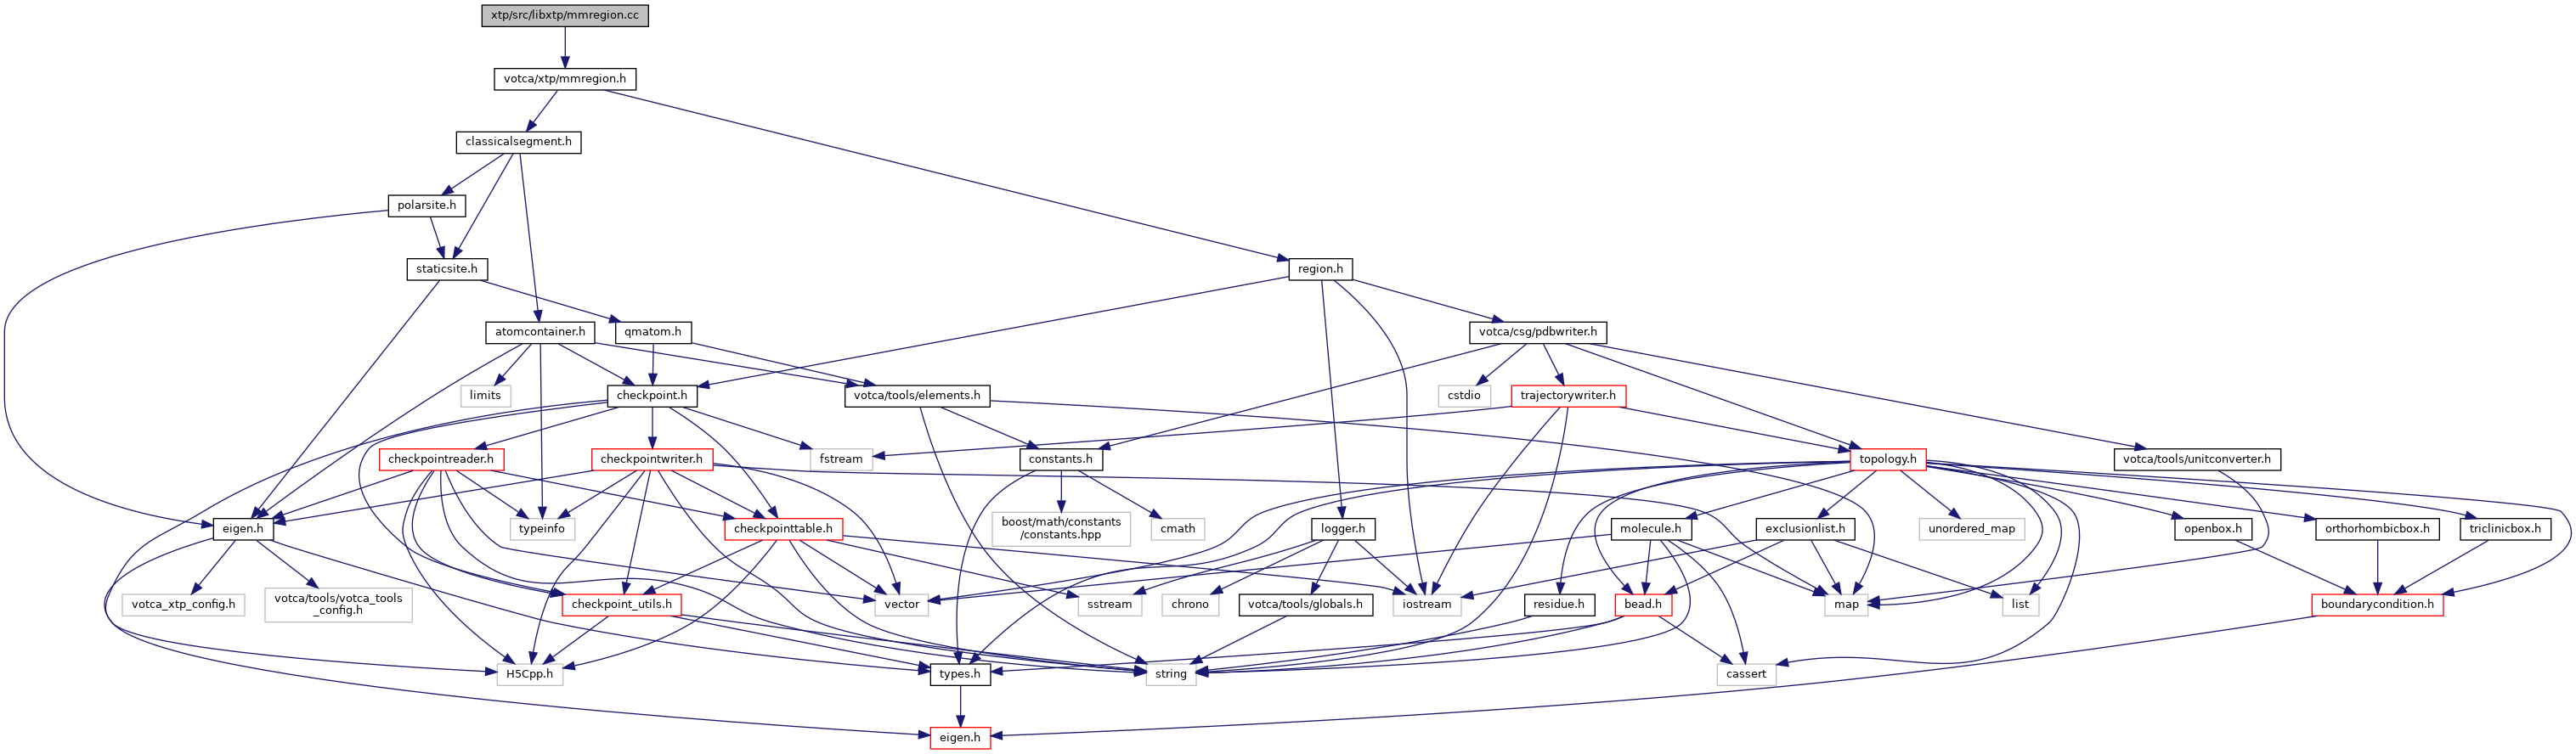 xtp/src/libxtp/mmregion.cc
votca/xtp/mmregion.h
classicalsegment.h
polarsite.h
staticsite.h
region.h
atomcontainer.h
qmatom.h
votca/csg/pdbwriter.h
limits
checkpoint.h
votca/tools/elements.h
cstdio
trajectorywriter.h
checkpointreader.h
checkpointwriter.h
fstream
constants.h
topology.h
votca/tools/unitconverter.h
eigen.h
typeinfo
checkpointtable.h
boost/math/constants
/constants.hpp
cmath
logger.h
molecule.h
exclusionlist.h
unordered_map
openbox.h
orthorhombicbox.h
triclinicbox.h
votca_xtp_config.h
votca/tools/votca_tools
_config.h
checkpoint_utils.h
vector
sstream
chrono
votca/tools/globals.h
iostream
residue.h
bead.h
map
list
boundarycondition.h
H5Cpp.h
types.h
string
cassert
eigen.h